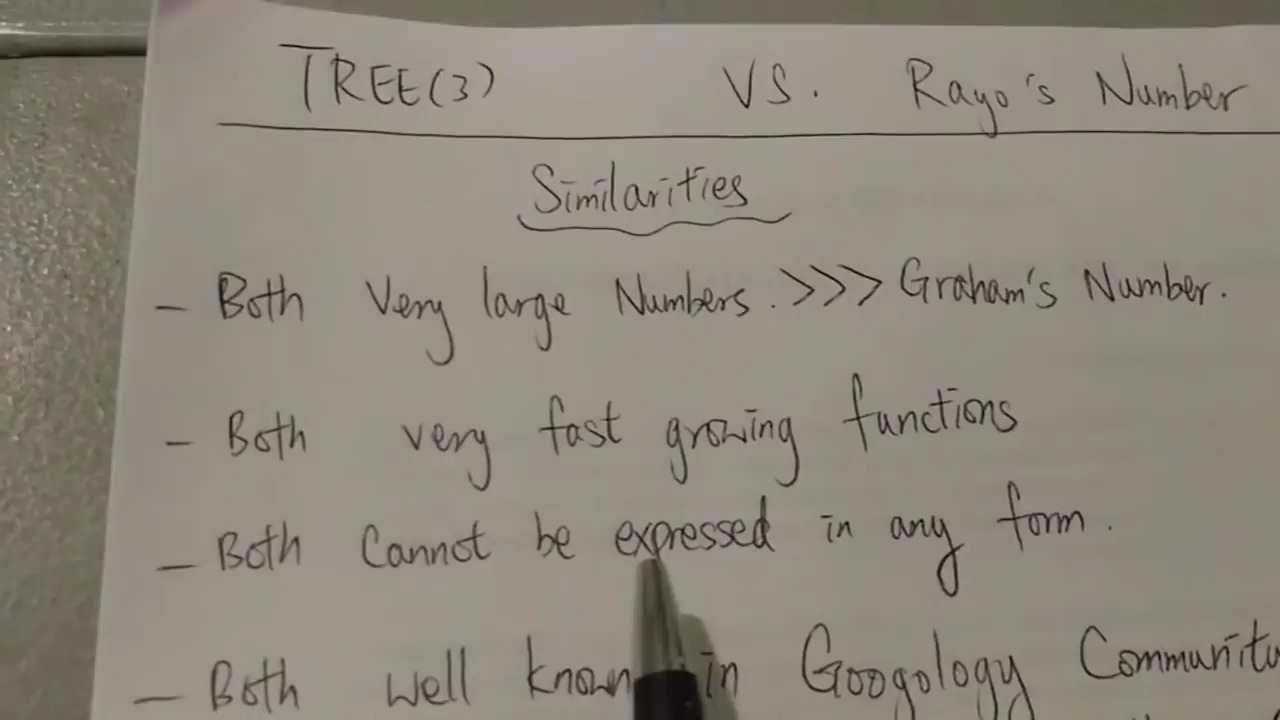 TREE(3) VS. Rayo's Number
Similarities
- Both Very large Numbers. >>> Graham's Number.
- Both very fast growing functions
- Both Cannot be expressed in any form.
- Both well known in Googology Community